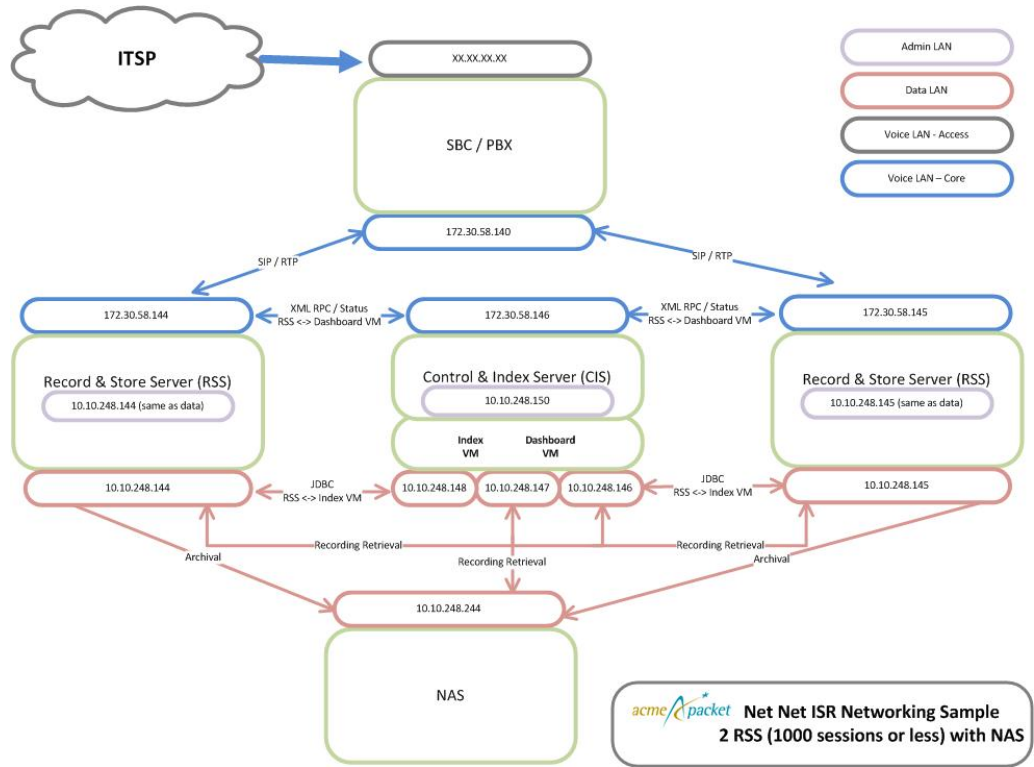 ITSP
XX.XX.XX.XX
Admin LAN
Data LAN
Voice LAN - Access
Voice LAN – Core
SBC / PBX
172.30.58.140
SIP / RTP
SIP / RTP
172.30.58.144
XML RPC / Status
RSS <-> Dashboard VM
172.30.58.146
XML RPC / Status
RSS <-> Dashboard VM
172.30.58.145
Record & Store Server (RSS)
10.10.248.144 (same as data)
Control & Index Server (CIS)
10.10.248.150
Record & Store Server (RSS)
10.10.248.145 (same as data)
Index
VM
Dashboard
VM
10.10.248.144
JDBC
RSS <-> Index VM
10.10.248.148
10.10.248.147
10.10.248.146
JDBC
RSS <-> Index VM
10.10.248.145
Recording Retrieval
Recording Retrieval
Archival
Recording Retrieval
Archival
10.10.248.244
NAS
acme packet
Net Net ISR Networking Sample
2 RSS (1000 sessions or less) with NAS